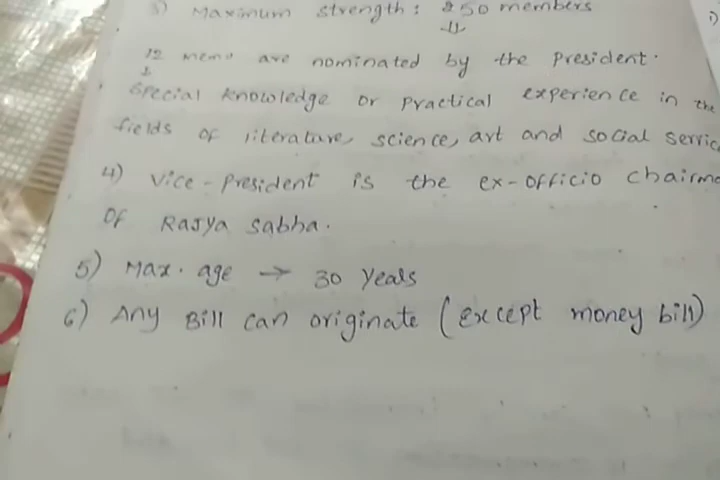 3) Maximum strength: 250 members
12 mem are nominated by the President.
Special knowledge or practical experience in the
fields of literature, science, art and social servic
4) Vice-President is the ex-officio chairma
Of Rajya Sabha.
5) Max. age → 30 Years
6) Any Bill can originate (except money bill)
1)